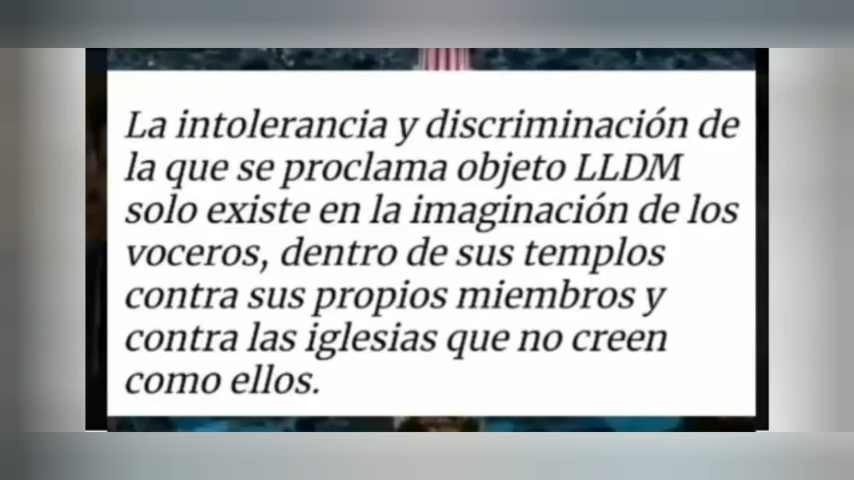 La intolerancia y discriminación de
la que se proclama objeto LLDM
solo existe en la imaginación de los
voceros, dentro de sus templos
contra sus propios miembros y
contra las iglesias que no creen
como ellos.